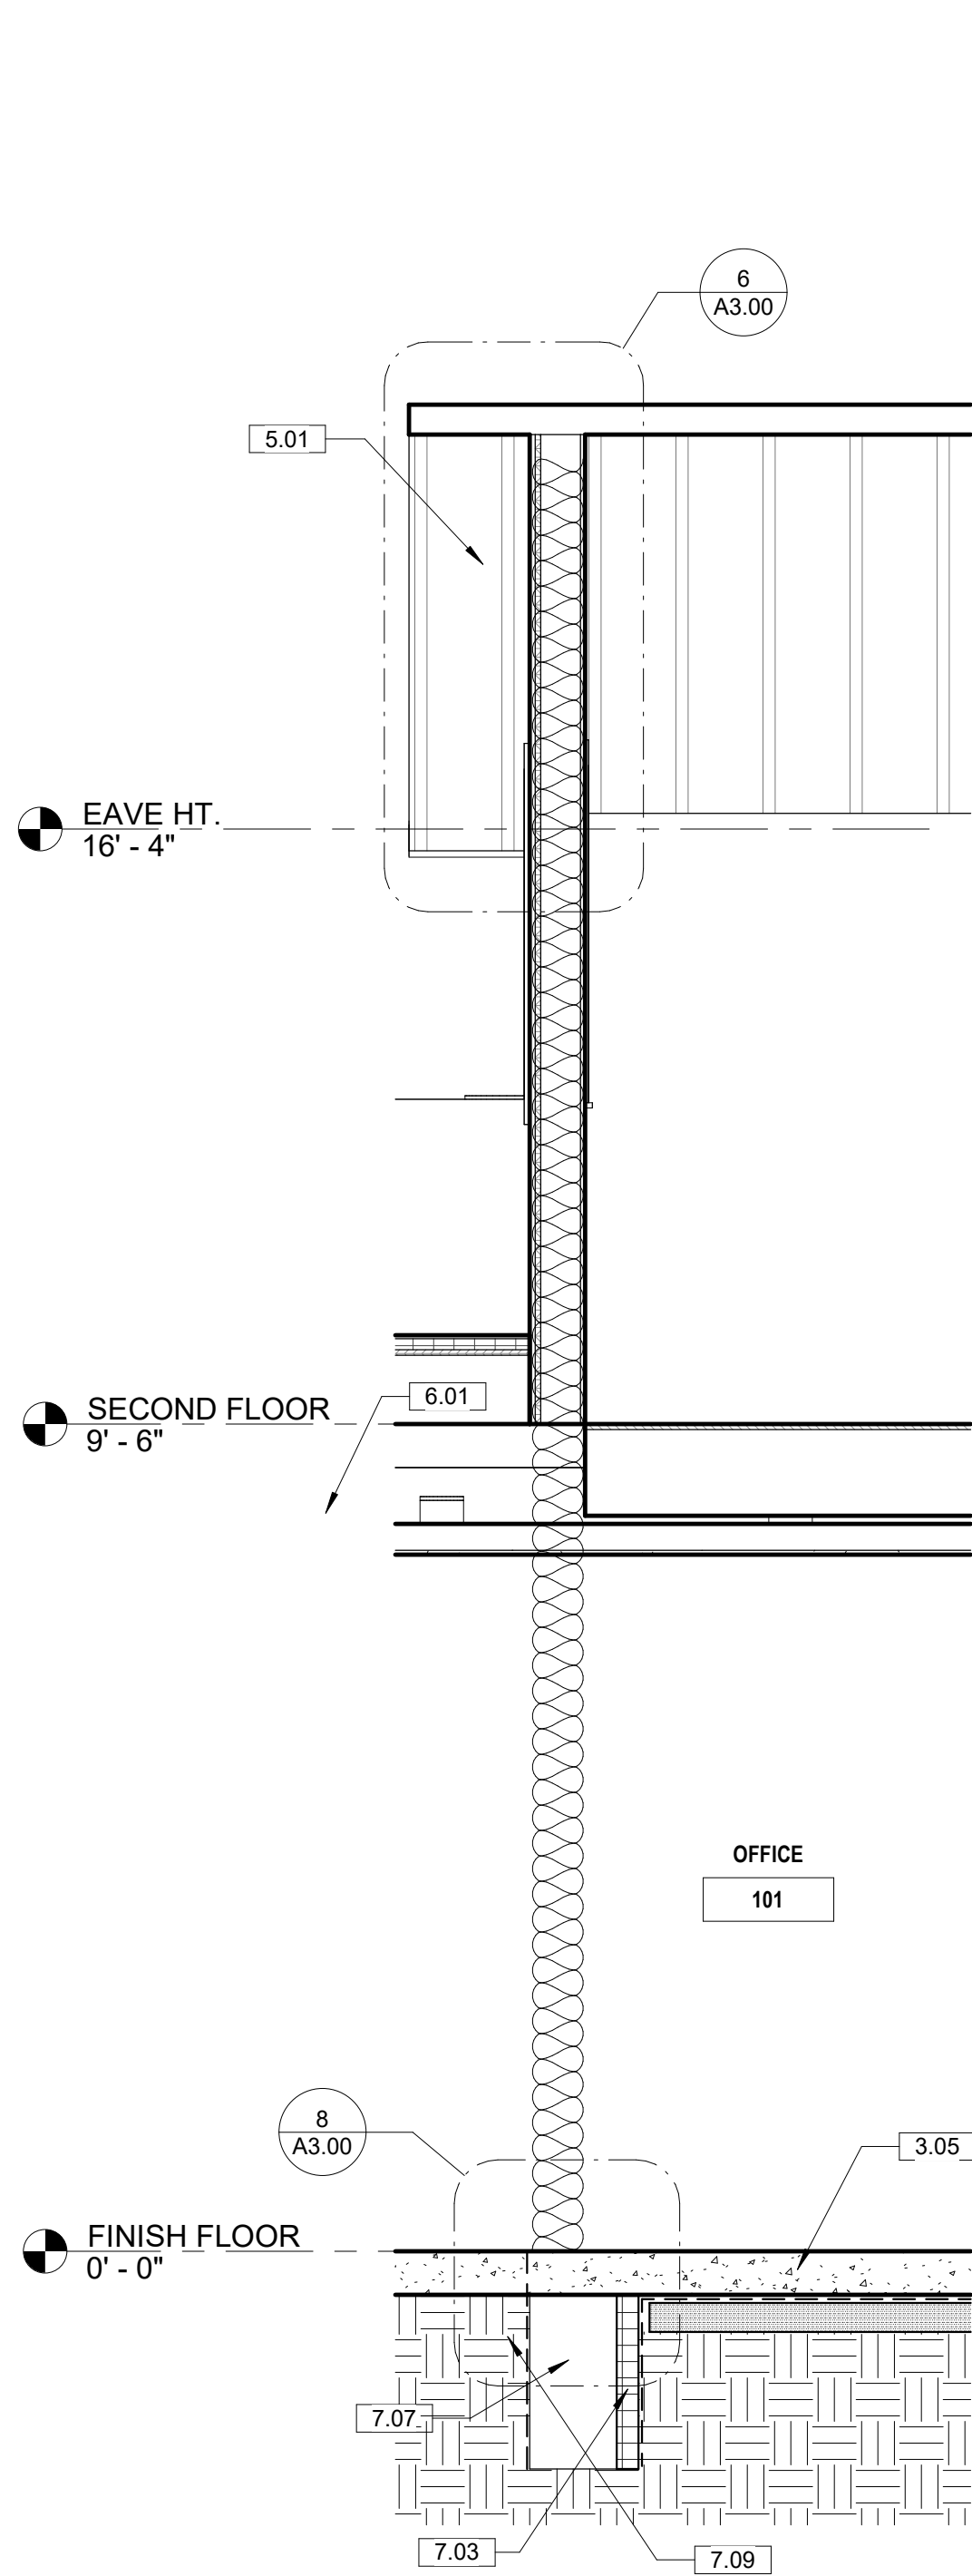 6
A3.00
5.01
EAVE HT.
16' - 4"
6.01
SECOND FLOOR
9' - 6"
OFFICE
101
8
A3.00
3.05
FINISH FLOOR
0' - 0"
7.07
7.03
7.09